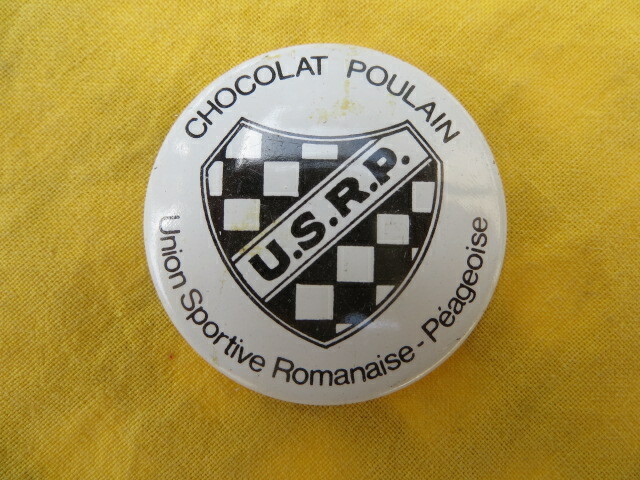 CHOCOLAT POULAIN
U.S.R.P.
Union Sportive Romanaise - Péageoise